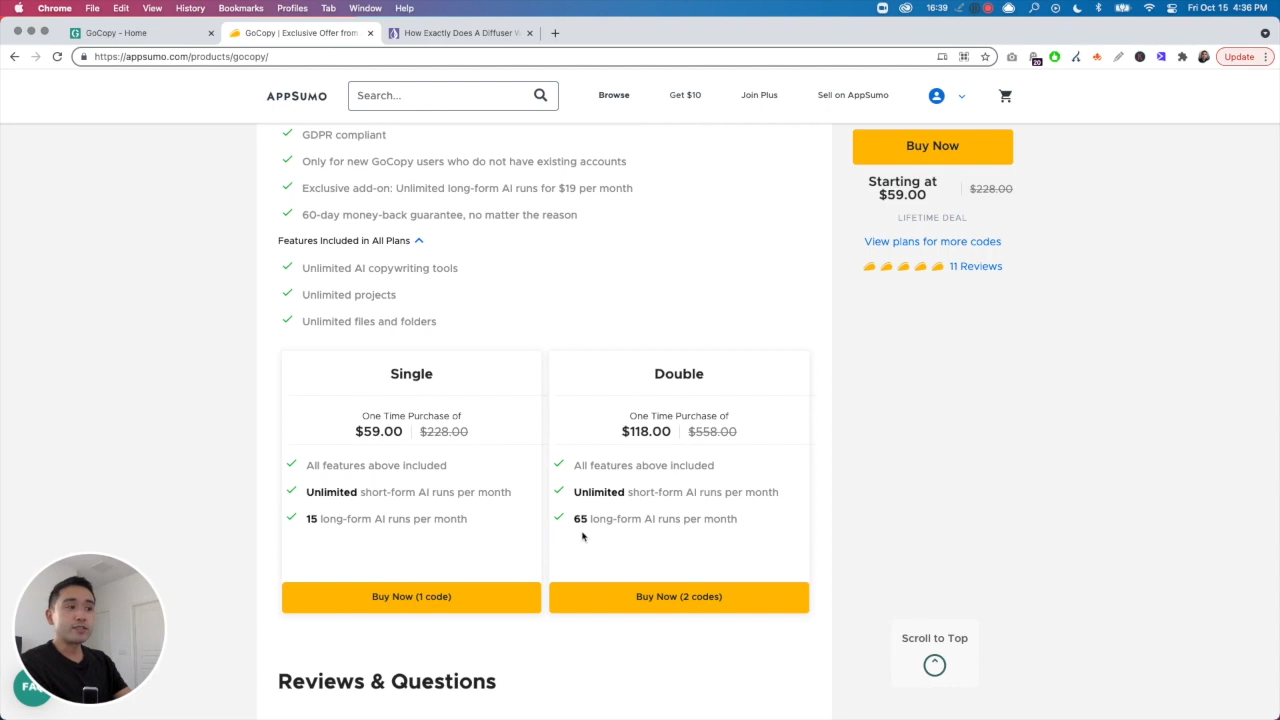 Chrome File Edit View History Bookmarks Profiles Tab Window Help
16:39
Fri Oct 15 4:36 PM
GoCopy - Home
GoCopy | Exclusive Offer from
How Exactly Does A Diffuser W
https://appsumo.com/products/gocopy/
20
Update
APPSUMO
Search...
Browse
Get $10
Join Plus
Sell on AppSumo
GDPR compliant
Only for new GoCopy users who do not have existing accounts
Exclusive add-on: Unlimited long-form AI runs for $19 per month
60-day money-back guarantee, no matter the reason
Features Included in All Plans
Unlimited AI copywriting tools
Unlimited projects
Unlimited files and folders
Buy Now
Starting at
$59.00
$228.00
LIFETIME DEAL
View plans for more codes
11 Reviews
Single
One Time Purchase of
$59.00 $228.00
All features above included
Unlimited short-form AI runs per month
15 long-form AI runs per month
Buy Now (1 code)
Double
One Time Purchase of
$118.00 $558.00
All features above included
Unlimited short-form AI runs per month
65 long-form AI runs per month
Buy Now (2 codes)
Scroll to Top
Reviews & Questions